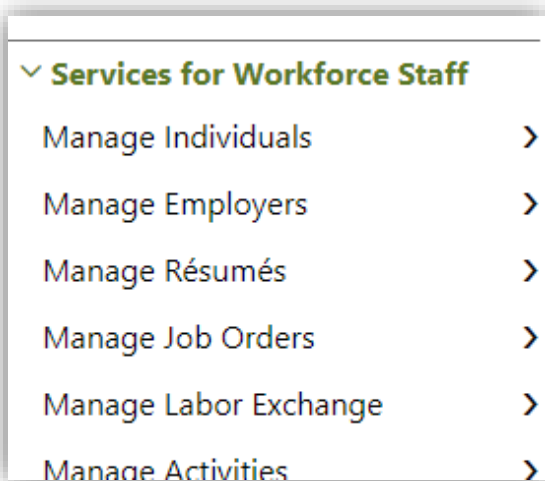 Services for Workforce Staff
Manage Individuals
Manage Employers
Manage Résumés
Manage Job Orders
Manage Labor Exchange
Manage Activities